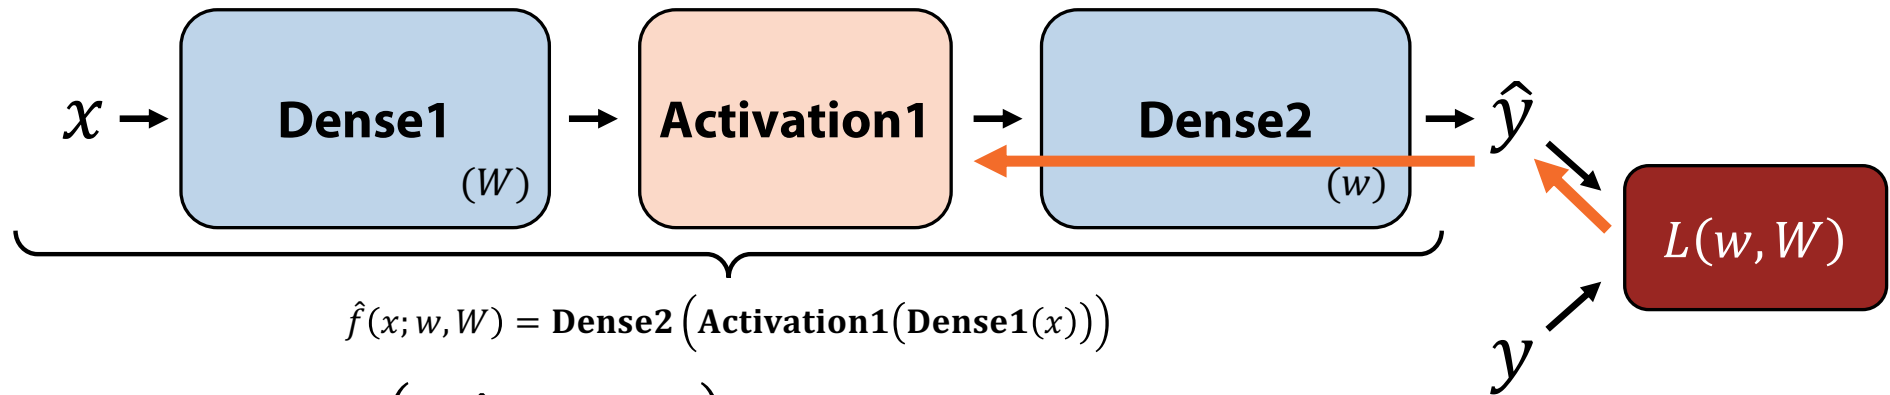 x Dense1 Activation1 Dense2 ŷ
(W) (w)
L(w, W)
f̂(x; w, W) = Dense2(Activation1(Dense1(x)))
y